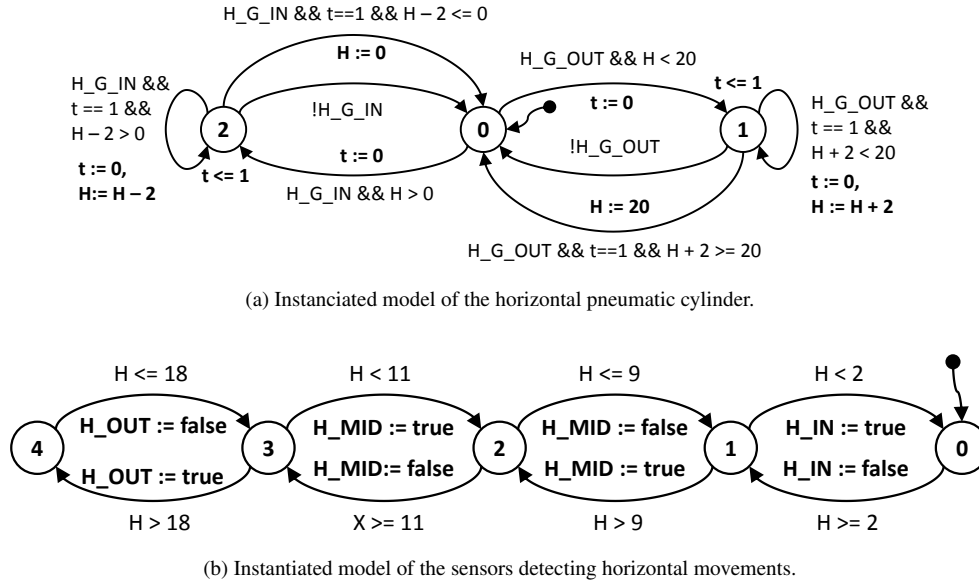 H_G_IN && t==1 && H – 2 <= 0
H := 0
H_G_OUT && H < 20
t := 0
t <= 1
H_G_IN &&
t == 1 &&
H – 2 > 0
t := 0,
H:= H – 2
2
!H_G_IN
0
!H_G_OUT
1
H_G_OUT &&
t == 1 &&
H + 2 < 20
t := 0,
H := H + 2
t := 0
t <= 1
H_G_IN && H > 0
H := 20
H_G_OUT && t==1 && H + 2 >= 20
(a) Instanciated model of the horizontal pneumatic cylinder.
H <= 18
H < 11
H <= 9
H < 2
H_OUT := false
H_MID := true
H_MID := false
H_IN := true
4
3
2
1
0
H_OUT := true
H_MID:= false
H_MID := true
H_IN := false
H > 18
X >= 11
H > 9
H >= 2
(b) Instantiated model of the sensors detecting horizontal movements.